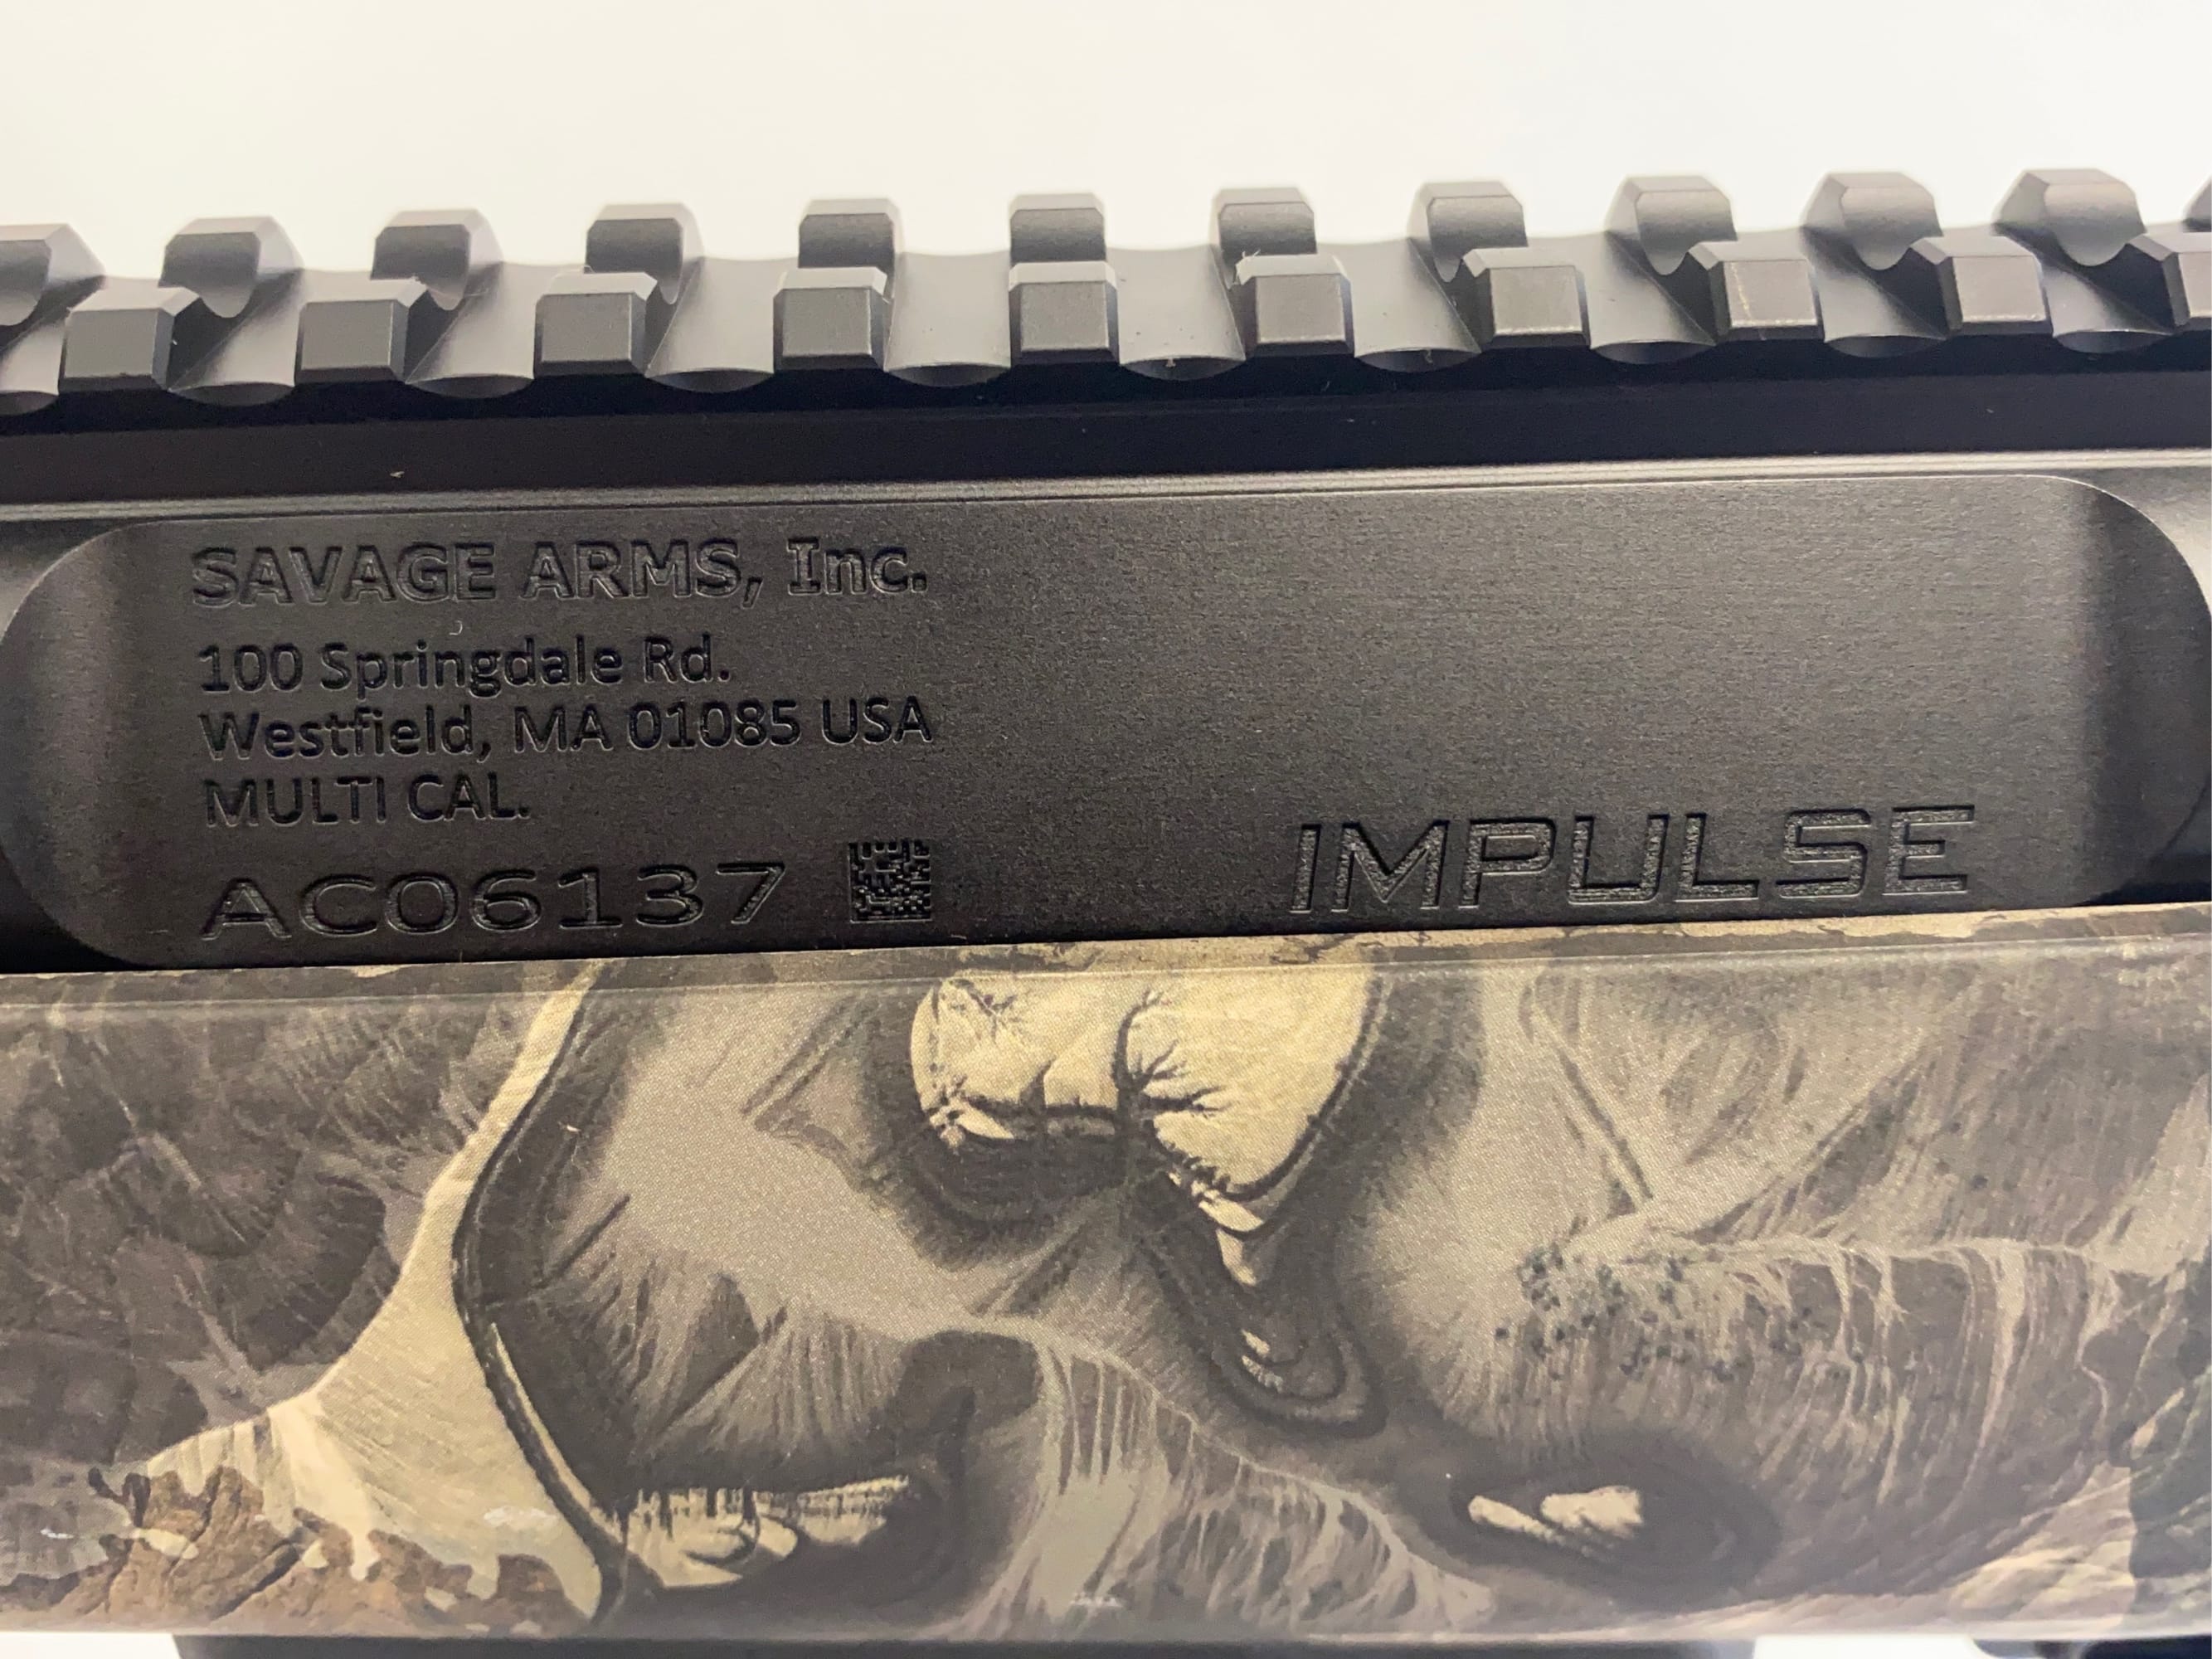 SAVAGE ARMS, Inc.
100 Springdale Rd.
Westfield, MA 01085 USA
MULTI CAL.
AC06137
IMPULSE